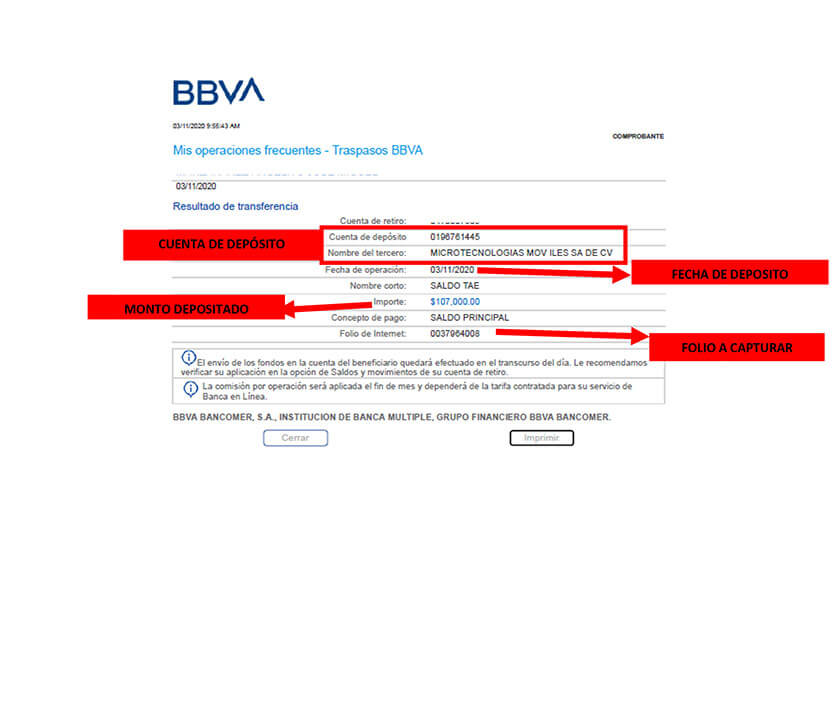 BBVA
03/11/2020 9:55:43 AM
COMPROBANTE
Mis operaciones frecuentes - Traspasos BBVA
03/11/2020
Resultado de transferencia
Cuenta de retiro:
CUENTA DE DEPÓSITO
Cuenta de depósito 0196761445
Nombre del tercero: MICROTECNOLOGIAS MOV ILES SA DE CV
Fecha de operación: 03/11/2020
FECHA DE DEPOSITO
Nombre corto: SALDO TAE
MONTO DEPOSITADO
Importe: $107,000.00
Concepto de pago: SALDO PRINCIPAL
Folio de Internet: 0037964008
FOLIO A CAPTURAR
El envío de los fondos en la cuenta del beneficiario quedará efectuado en el transcurso del día. Le recomendamos
verificar su aplicación en la opción de Saldos y movimientos de su cuenta de retiro.
La comisión por operación será aplicada el fin de mes y dependerá de la tarifa contratada para su servicio de
Banca en Línea.
BBVA BANCOMER, S.A., INSTITUCION DE BANCA MULTIPLE, GRUPO FINANCIERO BBVA BANCOMER.
Cerrar
Imprimir